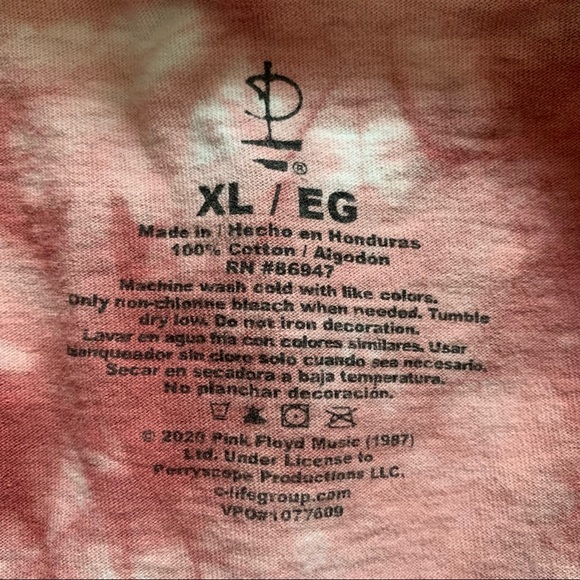 ®
XL / EG
Made in / Hecho en Honduras
100% Cotton / Algodón
RN #86947
Machine wash cold with like colors.
Only non-chlorine bleach when needed. Tumble
dry low. Do not iron decoration.
Lavar en agua fria con colores similares. Usar
blanqueador sin cloro solo cuando sea necesario.
Secar en secadora a baja temperatura.
No planchar decoración.
© 2020 Pink Floyd Music (1987)
Ltd. Under License to
Perryscope Productions LLC.
c-lifegroup.com
VPO#1077609